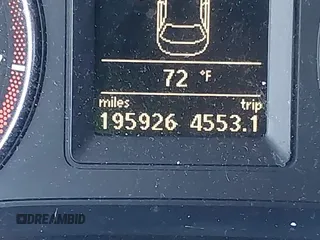 72 °F
miles trip
195926 4553.1
DREAMBID